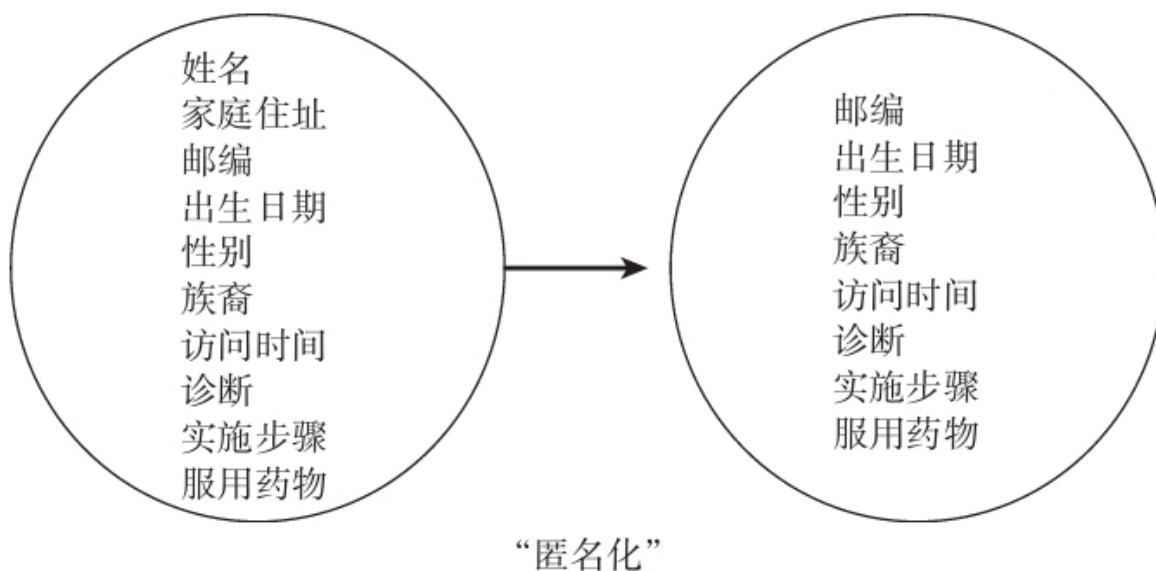 姓名
家庭住址
邮编
出生日期
性别
族裔
访问时间
诊断
实施步骤
服用药物
邮编
出生日期
性别
族裔
访问时间
诊断
实施步骤
服用药物
“匿名化”